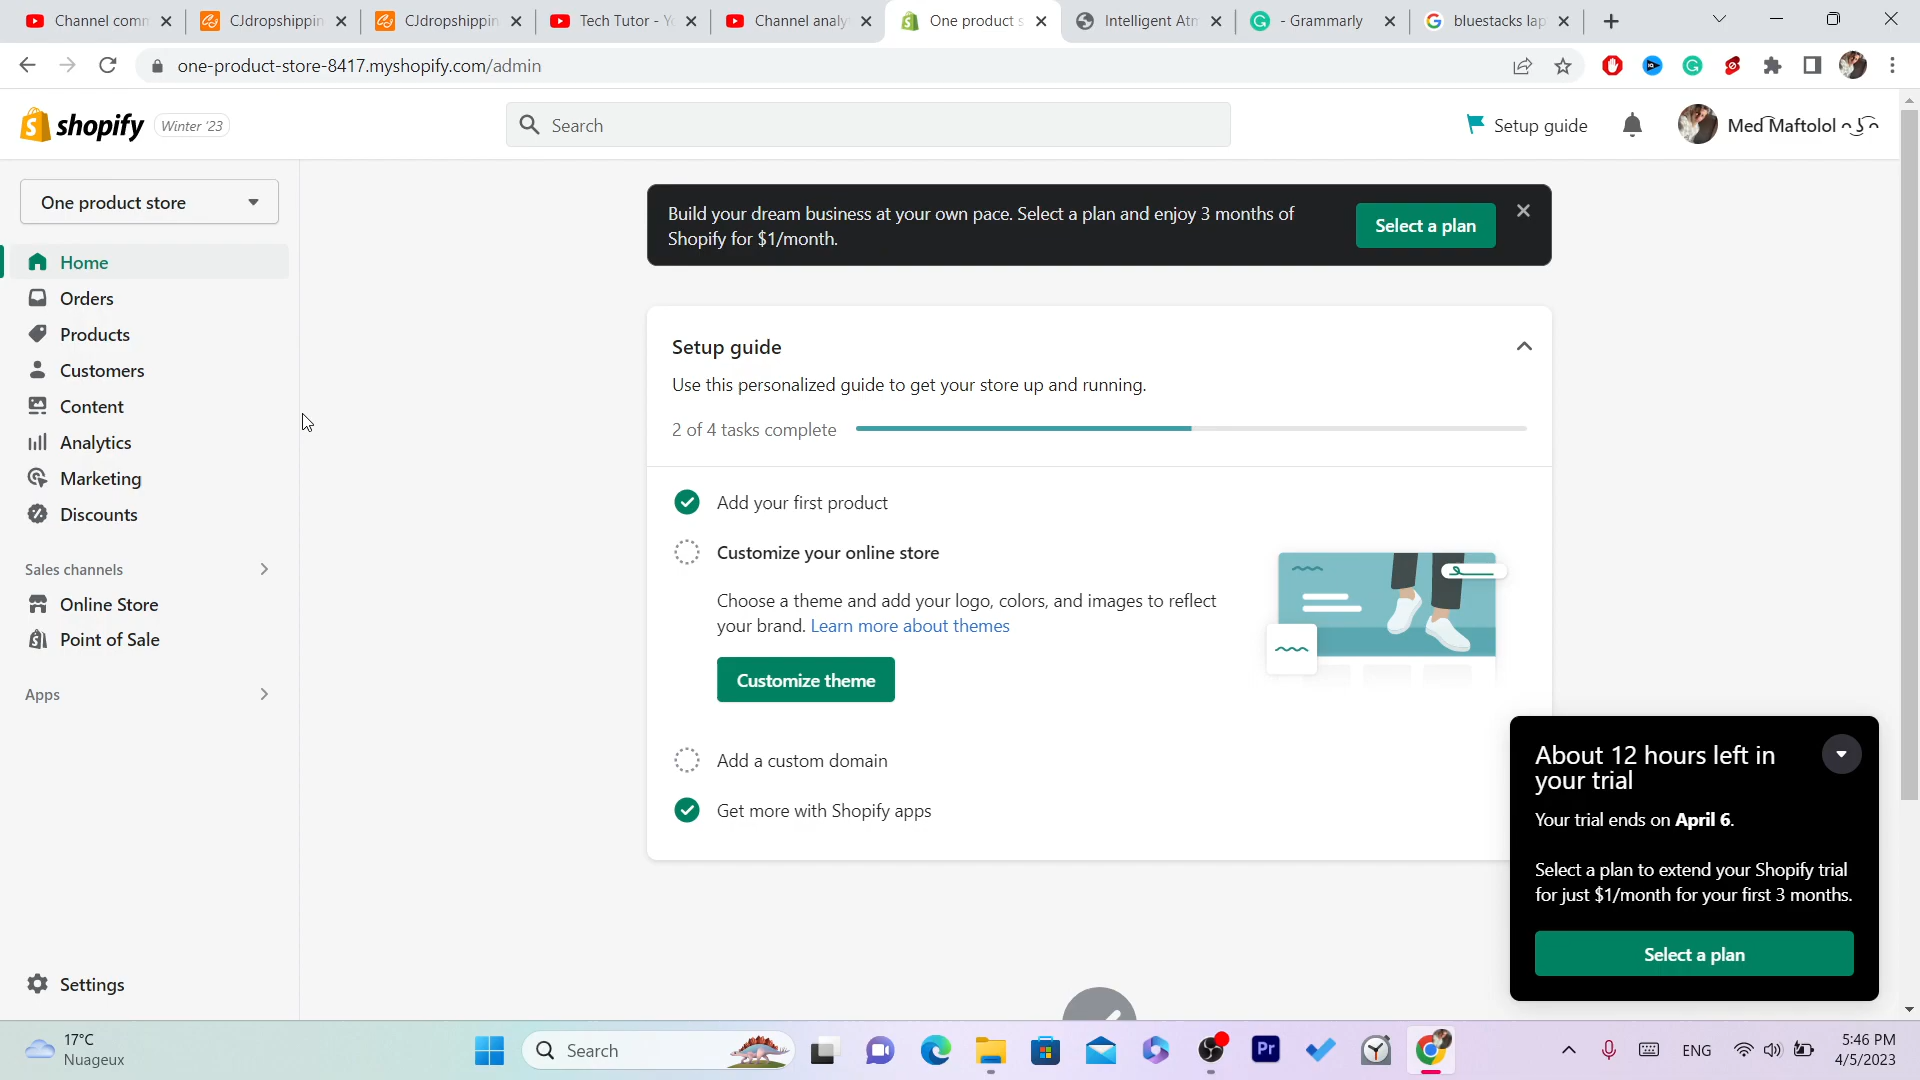 Channel com
CJdropshippin
CJdropshippin
Tech Tutor - Y
Channel analy
One product s
Intelligent Atm
- Grammarly
bluestacks lap
one-product-store-8417.myshopify.com/admin
shopify
Winter '23
Search
Setup guide
Med Maftolol
One product store
Home
Orders
Products
Customers
Content
Analytics
Marketing
Discounts
Sales channels
Online Store
Point of Sale
Apps
Settings
Build your dream business at your own pace. Select a plan and enjoy 3 months of
Shopify for $1/month.
Select a plan
Setup guide
Use this personalized guide to get your store up and running.
2 of 4 tasks complete
Add your first product
Customize your online store
Choose a theme and add your logo, colors, and images to reflect
your brand. Learn more about themes
Customize theme
Add a custom domain
Get more with Shopify apps
About 12 hours left in
your trial
Your trial ends on April 6.
Select a plan to extend your Shopify trial
for just $1/month for your first 3 months.
Select a plan
17°C
Nuageux
Search
Pr
ENG
5:46 PM
4/5/2023